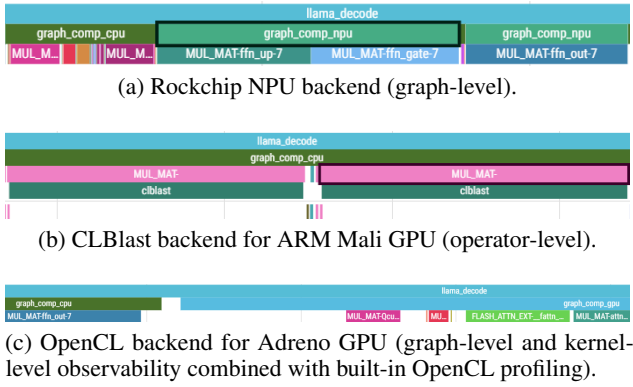 llama_decode
graph_comp_cpu graph_comp_npu graph_comp_npu
MUL_M... MUL_M... MUL_MAT-ffn_up-7 MUL_MAT-ffn_gate-7 MUL_MAT-ffn_out-7
(a) Rockchip NPU backend (graph-level).
llama_decode
graph_comp_cpu
MUL_MAT- MUL_MAT-
clblast clblast
(b) CLBlast backend for ARM Mali GPU (operator-level).
llama_decode
graph_comp_cpu graph_comp_gpu
MUL_MAT-ffn_out-7 MUL_MAT-Qcu... MU... FLASH_ATTN_EXT-__fattn_... MUL_MAT-attn...
(c) OpenCL backend for Adreno GPU (graph-level and kernel-
level observability combined with built-in OpenCL profiling).